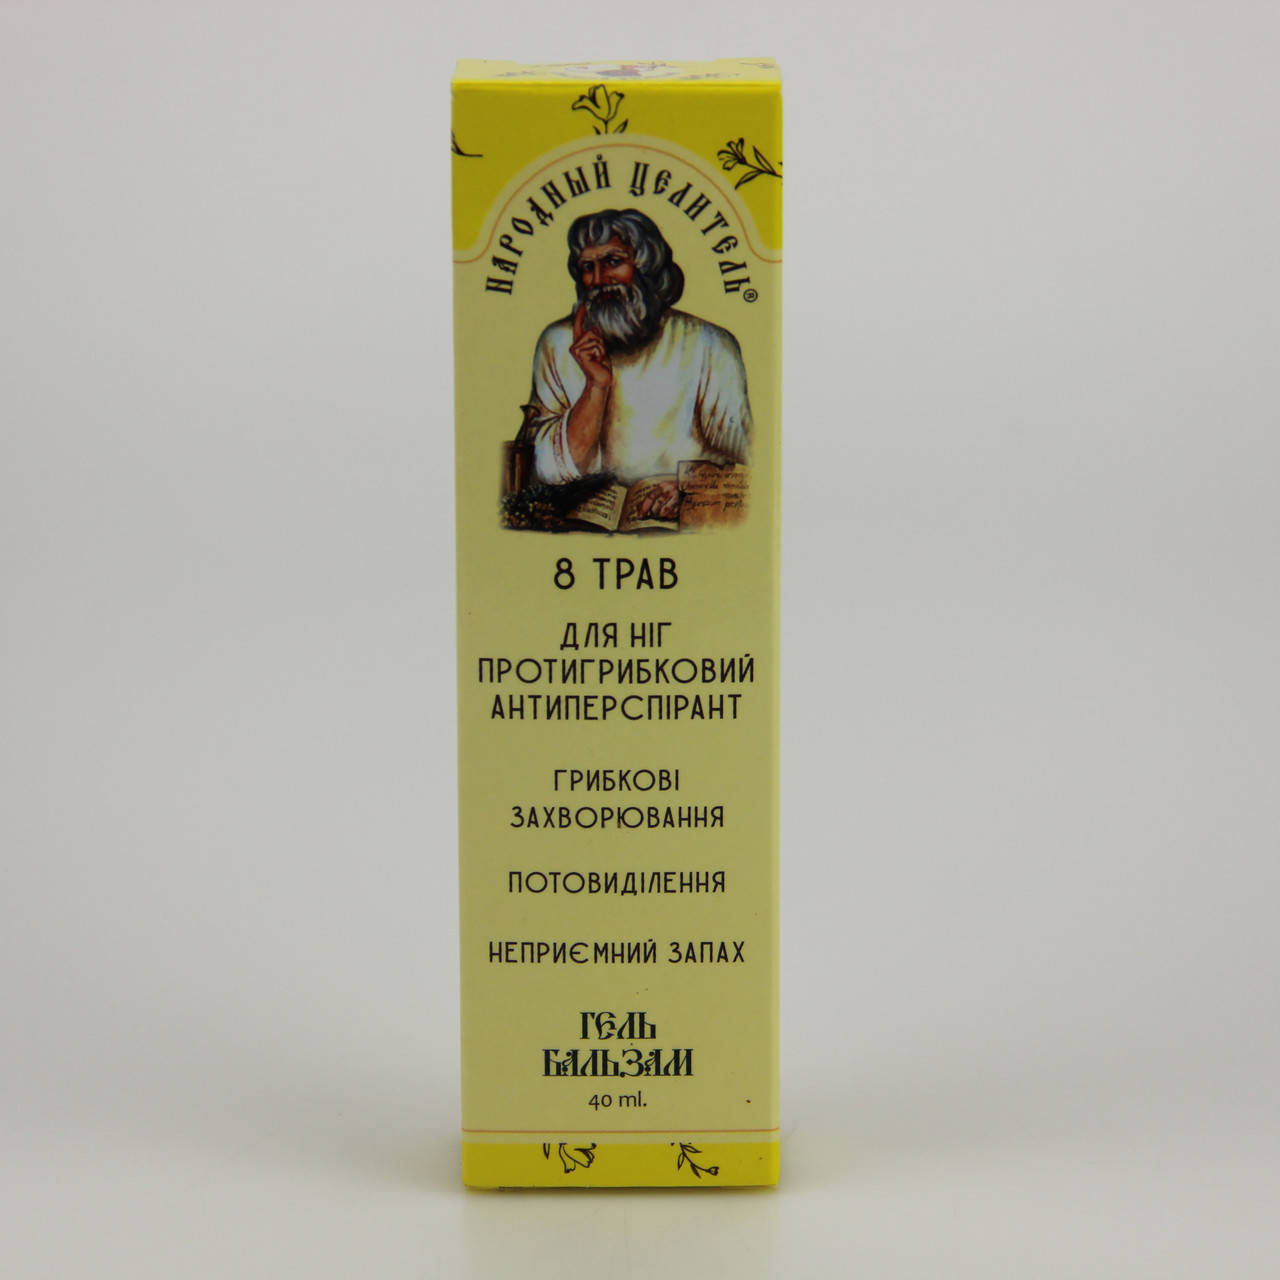 НАРОДНЫЙ ЦЕЛИТЕЛЬ®
8 ТРАВ
ДЛЯ НІГ
ПРОТИГРИБКОВИЙ
АНТИПЕРСПІРАНТ
ГРИБКОВІ
ЗАХВОРЮВАННЯ
ПОТОВИДІЛЕННЯ
НЕПРИЄМНИЙ ЗАПАХ
ГЕЛЬ
БАЛЬЗАМ
40 ml.